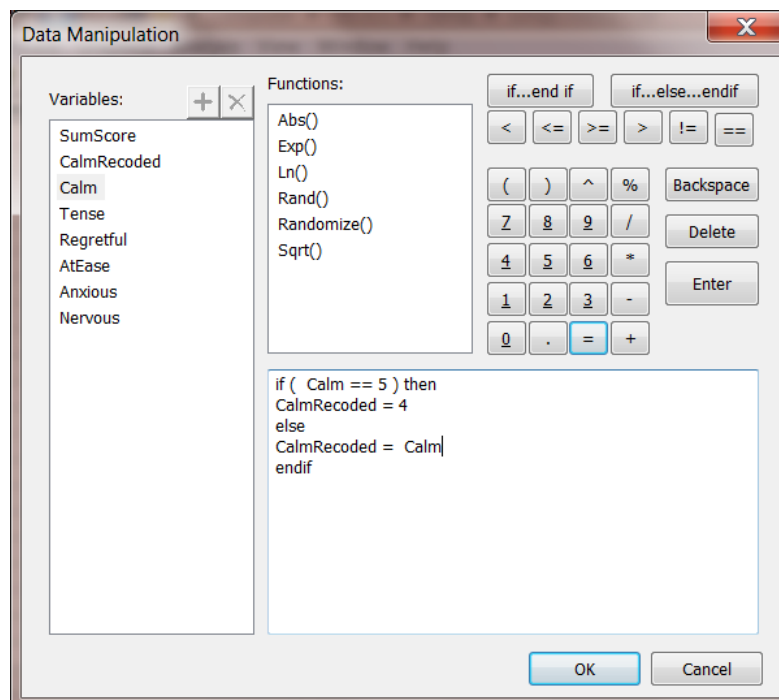 Data Manipulation
Variables:
SumScore
CalmRecoded
Calm
Tense
Regretful
AtEase
Anxious
Nervous
Functions:
Abs()
Exp()
Ln()
Rand()
Randomize()
Sqrt()
if...end if if...else...endif
< <= >= > != ==
( ) ^ % Backspace
7 8 9 / Delete
4 5 6 * Enter
1 2 3 -
0 . = +
if ( Calm == 5 ) then
CalmRecoded = 4
else
CalmRecoded = Calm
endif
OK Cancel